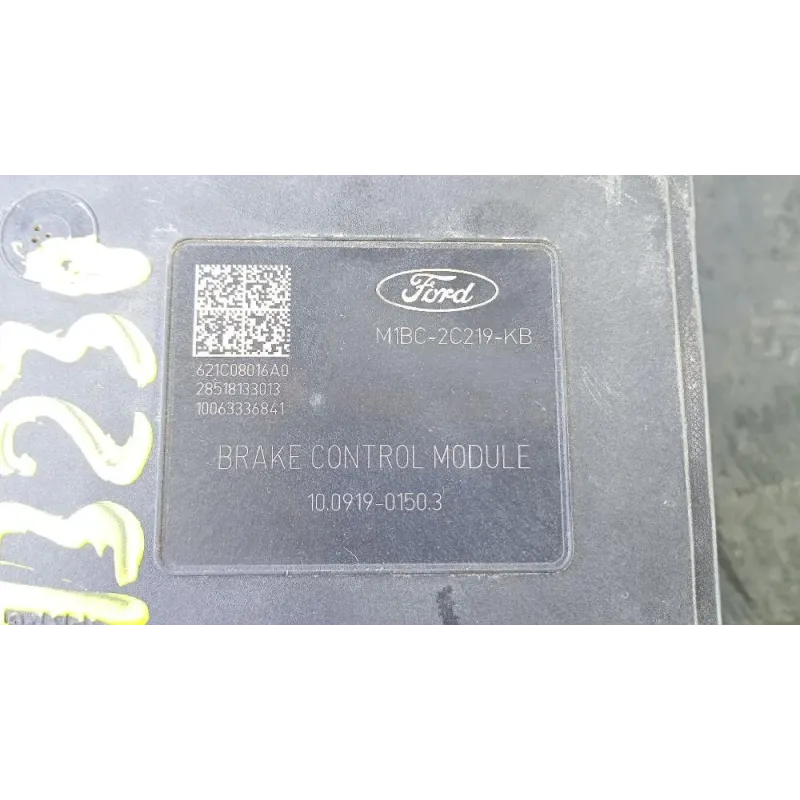 Ford
M1BC-2C219-KB
621C08016A0
28518133013
10063336841
BRAKE CONTROL MODULE
10.0919-0150.3